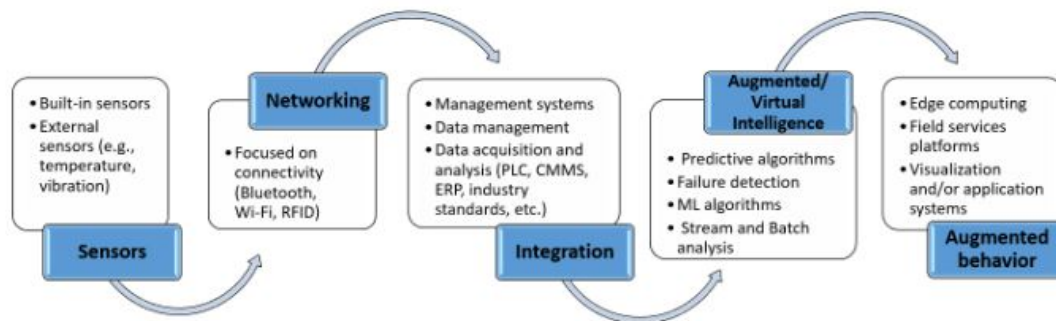 • Built-in sensors
• External
sensors (e.g.,
temperature,
vibration)
Sensors
Networking
• Focused on
connectivity
(Bluetooth,
Wi-Fi, RFID)
• Management systems
• Data management
• Data acquisition and
analysis (PLC, CMMS,
ERP, industry
standards, etc.)
Integration
Augmented/
Virtual
Intelligence
• Predictive algorithms
• Failure detection
• ML algorithms
• Stream and Batch
analysis
• Edge computing
• Field services
platforms
• Visualization
and/or application
systems
Augmented
behavior